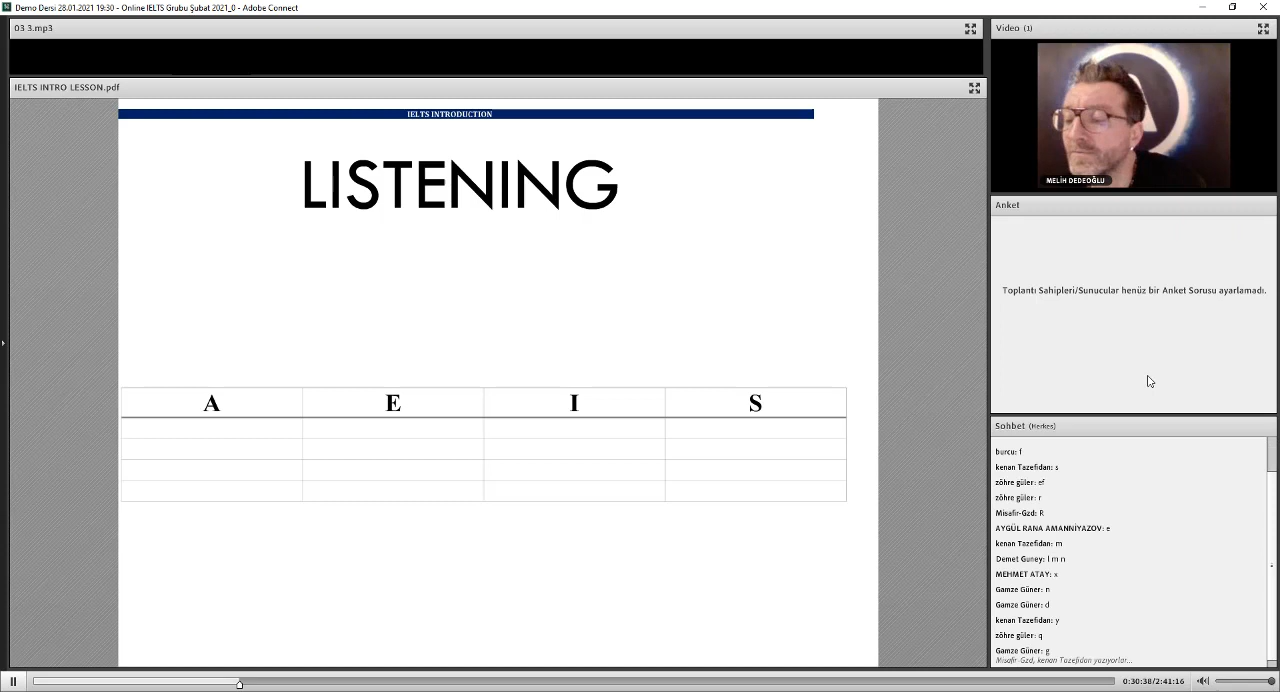 Demo Dersi 28.01.2021 19:30 - Online IELTS Grubu Şubat 2021_0 - Adobe Connect
03 3.mp3
IELTS INTRO LESSON.pdf
IELTS INTRODUCTION
LISTENING
A E I S
Video (1)
MELİH DEDEOĞLU
Anket
Toplantı Sahipleri/Sunucular henüz bir Anket Sorusu ayarlamadı.
Sohbet (Herkes)
burcu: f
kenan Tazefidan: s
zöhre güler: ef
zöhre güler: r
Misafir-Gzd: R
AYGÜL RANA AMANNİYAZOV: e
kenan Tazefidan: m
Demet Guney: l m n
MEHMET ATAY: x
Gamze Güner: n
Gamze Güner: d
kenan Tazefidan: y
zöhre güler: q
Gamze Güner: g
Misafir-Gzd, kenan Tazefidan yazıyorlar...
0:30:38/2:41:16